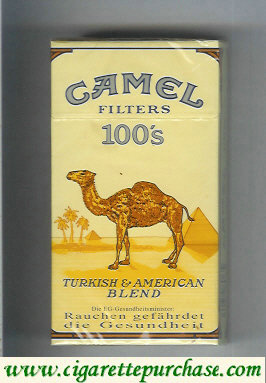 CAMEL
FILTERS
100's
TURKISH & AMERICAN
BLEND
Die EG-Gesundheitsminister:
Rauchen gefährdet
die Gesundheit
www.cigarettepurchase.com